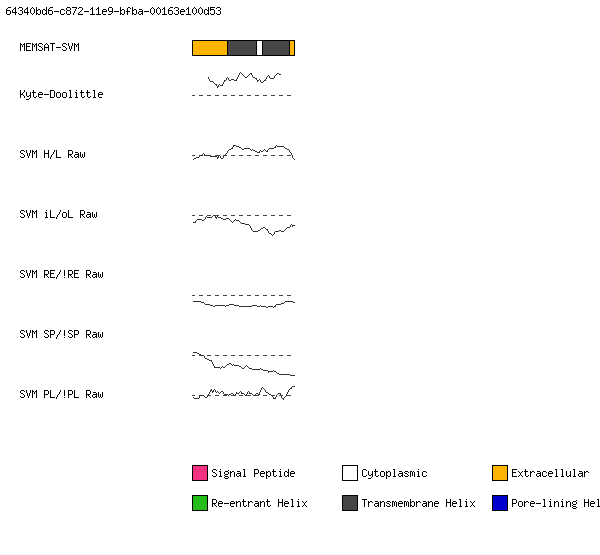 64340bd6-c872-11e9-bfba-00163e100d53
MEMSAT-SVM
Kyte-Doolittle
SVM H/L Raw
SVM iL/oL Raw
SVM RE/!RE Raw
SVM SP/!SP Raw
SVM PL/!PL Raw
Signal Peptide Cytoplasmic Extracellular
Re-entrant Helix Transmembrane Helix Pore-lining Hel